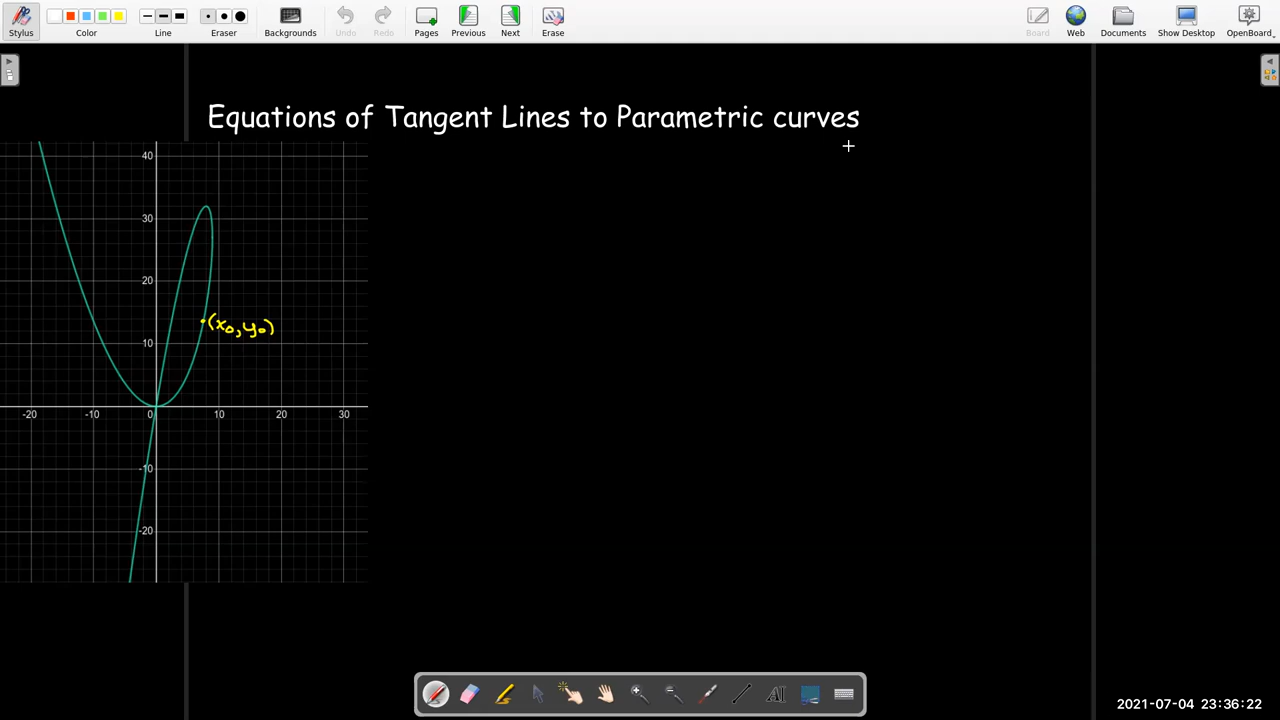 Stylus Color Line Eraser Backgrounds Undo Redo Pages Previous Next Erase Board Web Documents Show Desktop OpenBoard
Equations of Tangent Lines to Parametric curves
40
30
20
(x₀, y₀)
10
-20 -10 0 10 20 30
-10
-20
AI
2021-07-04 23:36:22